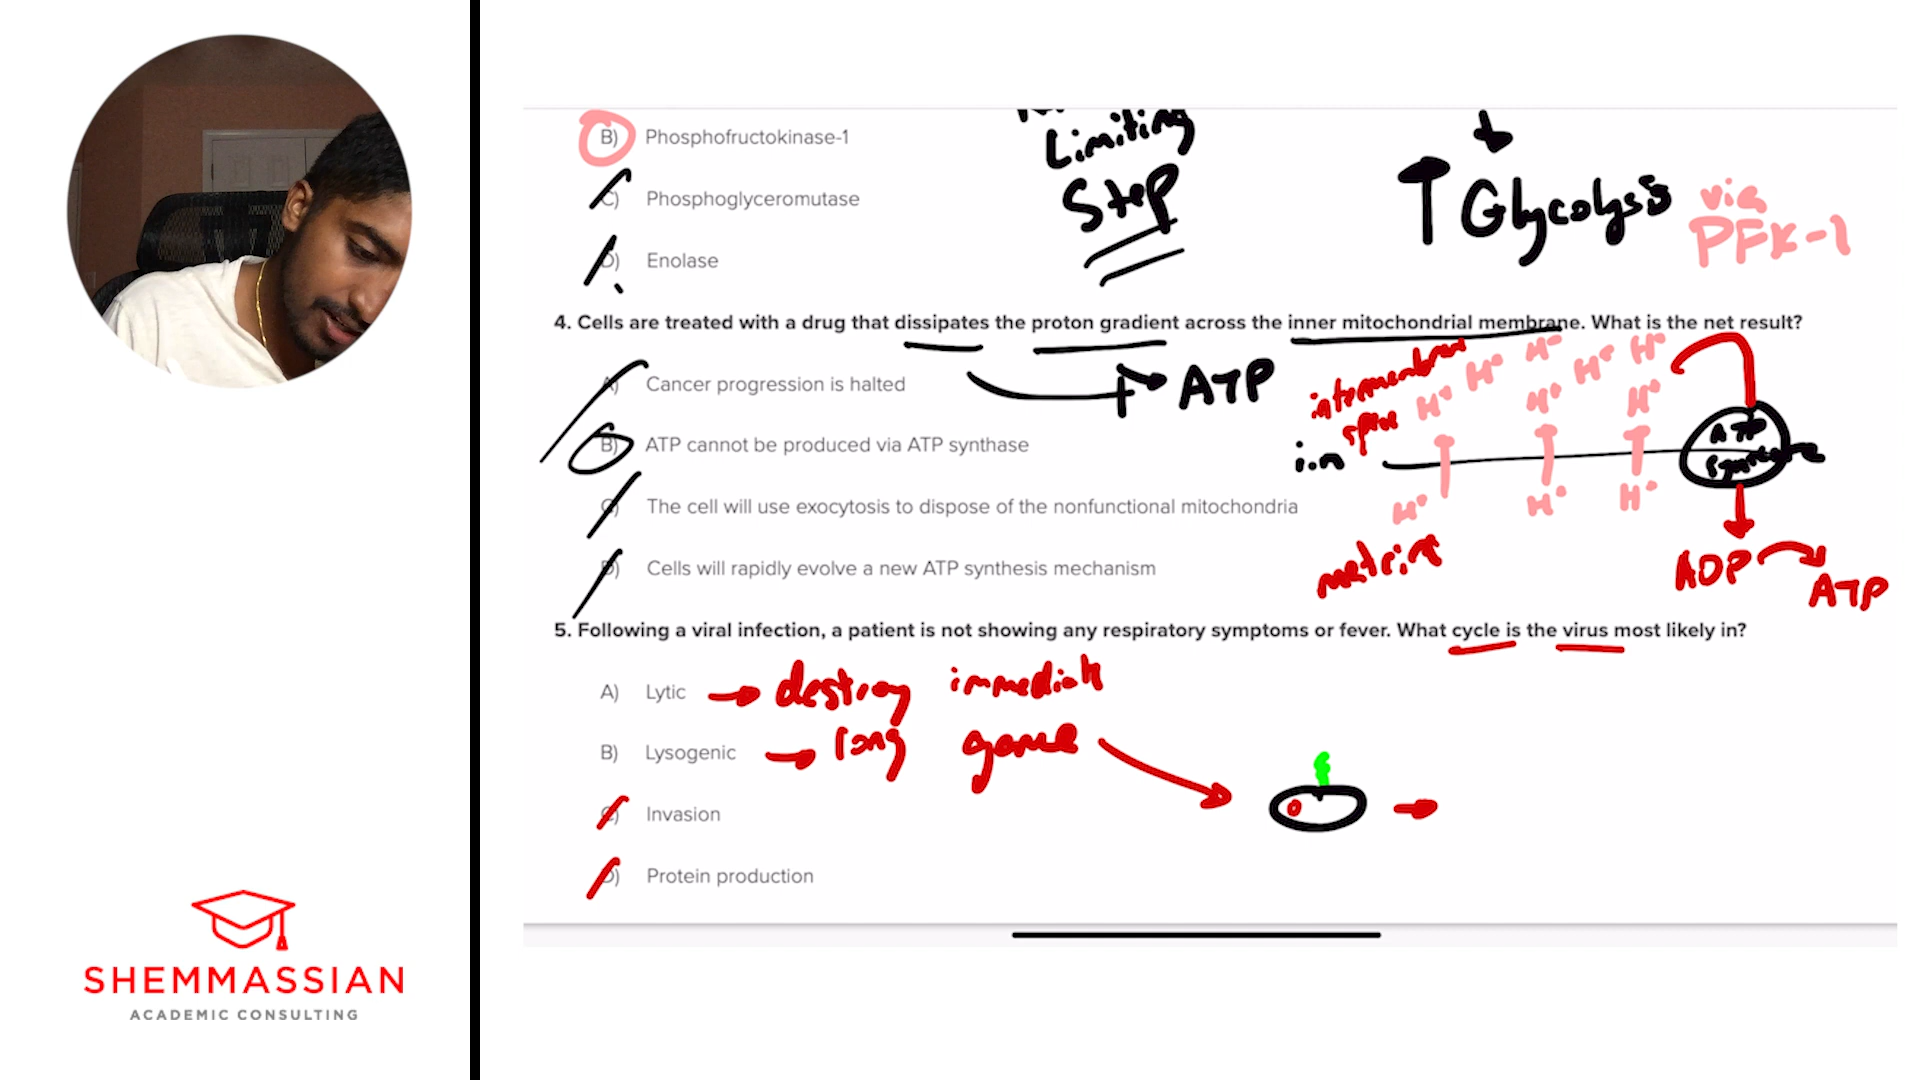 B) Phosphofructokinase-1
Limiting
Step
↑ Glycolysis via
PFK-1
C) Phosphoglyceromutase
D) Enolase
4. Cells are treated with a drug that dissipates the proton gradient across the inner mitochondrial membrane. What is the net result?
A) Cancer progression is halted
ATP
H+ H+ H+ H+ H+
H+ H+ H+
B) ATP cannot be produced via ATP synthase
i.m
ATP
C) The cell will use exocytosis to dispose of the nonfunctional mitochondria
H+ H+ H+
D) Cells will rapidly evolve a new ATP synthesis mechanism
ADP
ATP
5. Following a viral infection, a patient is not showing any respiratory symptoms or fever. What cycle is the virus most likely in?
A) Lytic → destroy
B) Lysogenic → long game
C) Invasion
D) Protein production
SHEMMASSIAN
ACADEMIC CONSULTING